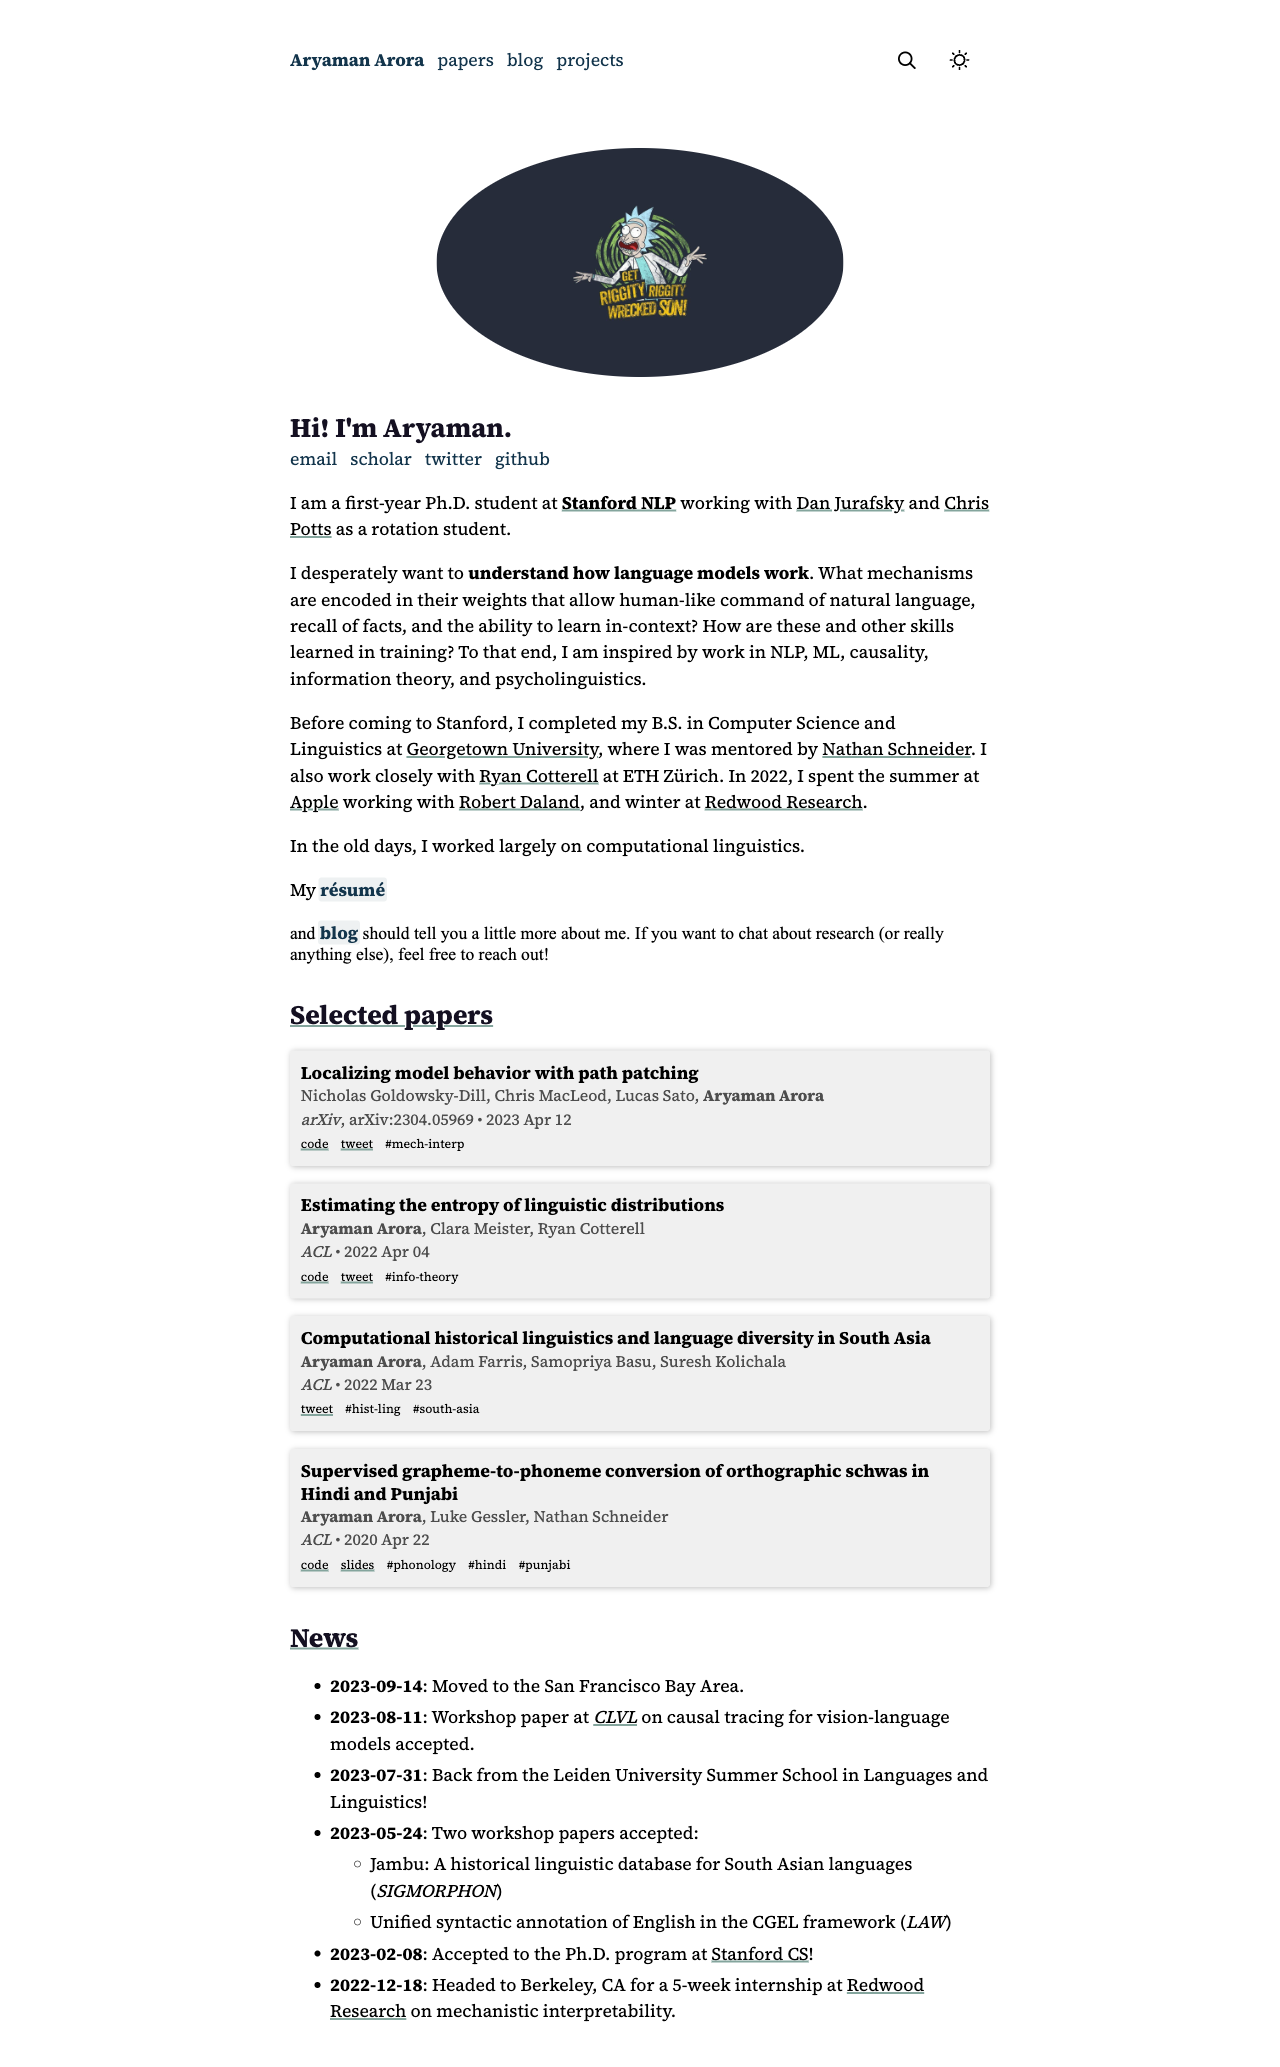 Aryaman Arora papers blog projects
GET
RIGGITY RIGGITY
WRECKED SON!
Hi! I'm Aryaman.
email scholar twitter github
I am a first-year Ph.D. student at Stanford NLP working with Dan Jurafsky and Chris
Potts as a rotation student.
I desperately want to understand how language models work. What mechanisms
are encoded in their weights that allow human-like command of natural language,
recall of facts, and the ability to learn in-context? How are these and other skills
learned in training? To that end, I am inspired by work in NLP, ML, causality,
information theory, and psycholinguistics.
Before coming to Stanford, I completed my B.S. in Computer Science and
Linguistics at Georgetown University, where I was mentored by Nathan Schneider. I
also work closely with Ryan Cotterell at ETH Zürich. In 2022, I spent the summer at
Apple working with Robert Daland, and winter at Redwood Research.
In the old days, I worked largely on computational linguistics.
My résumé
and blog should tell you a little more about me. If you want to chat about research (or really
anything else), feel free to reach out!
Selected papers
Localizing model behavior with path patching
Nicholas Goldowsky-Dill, Chris MacLeod, Lucas Sato, Aryaman Arora
arXiv, arXiv:2304.05969 • 2023 Apr 12
code tweet #mech-interp
Estimating the entropy of linguistic distributions
Aryaman Arora, Clara Meister, Ryan Cotterell
ACL • 2022 Apr 04
code tweet #info-theory
Computational historical linguistics and language diversity in South Asia
Aryaman Arora, Adam Farris, Samopriya Basu, Suresh Kolichala
ACL • 2022 Mar 23
tweet #hist-ling #south-asia
Supervised grapheme-to-phoneme conversion of orthographic schwas in
Hindi and Punjabi
Aryaman Arora, Luke Gessler, Nathan Schneider
ACL • 2020 Apr 22
code slides #phonology #hindi #punjabi
News
• 2023-09-14: Moved to the San Francisco Bay Area.
• 2023-08-11: Workshop paper at CLVL on causal tracing for vision-language
models accepted.
• 2023-07-31: Back from the Leiden University Summer School in Languages and
Linguistics!
• 2023-05-24: Two workshop papers accepted:
◦ Jambu: A historical linguistic database for South Asian languages
(SIGMORPHON)
◦ Unified syntactic annotation of English in the CGEL framework (LAW)
• 2023-02-08: Accepted to the Ph.D. program at Stanford CS!
• 2022-12-18: Headed to Berkeley, CA for a 5-week internship at Redwood
Research on mechanistic interpretability.